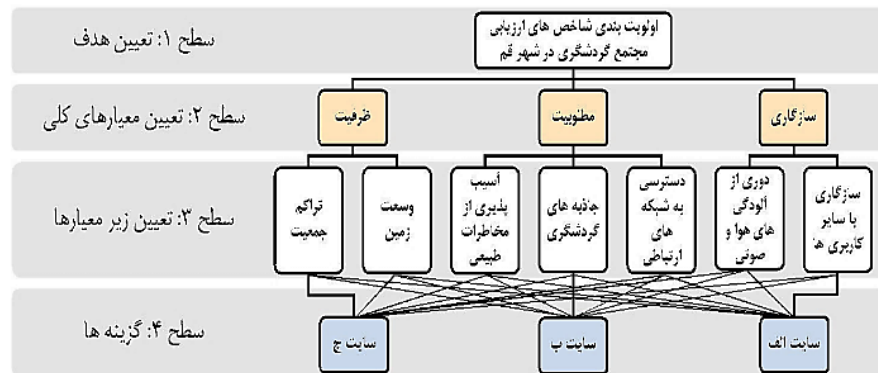 سطح ۱: تعیین هدف
اولویت بندی شاخص های ارزیابی
مجتمع گردشگری در شهر قم
سطح ۲: تعیین معیارهای کلی
سازگاری
مطلوبیت
ظرفیت
سطح ۳: تعیین زیر معیارها
سازگاری
با سایر
کاربری ها
دوری از
آلودگی
های هوا و
صوتی
دسترسی
به شبکه
های
ارتباطی
جاذبه های
گردشگری
آسیب
پذیری از
مخاطرات
طبیعی
وسعت
زمین
تراکم
جمعیت
سطح ۴: گزینه ها
سایت الف
سایت ب
سایت ج